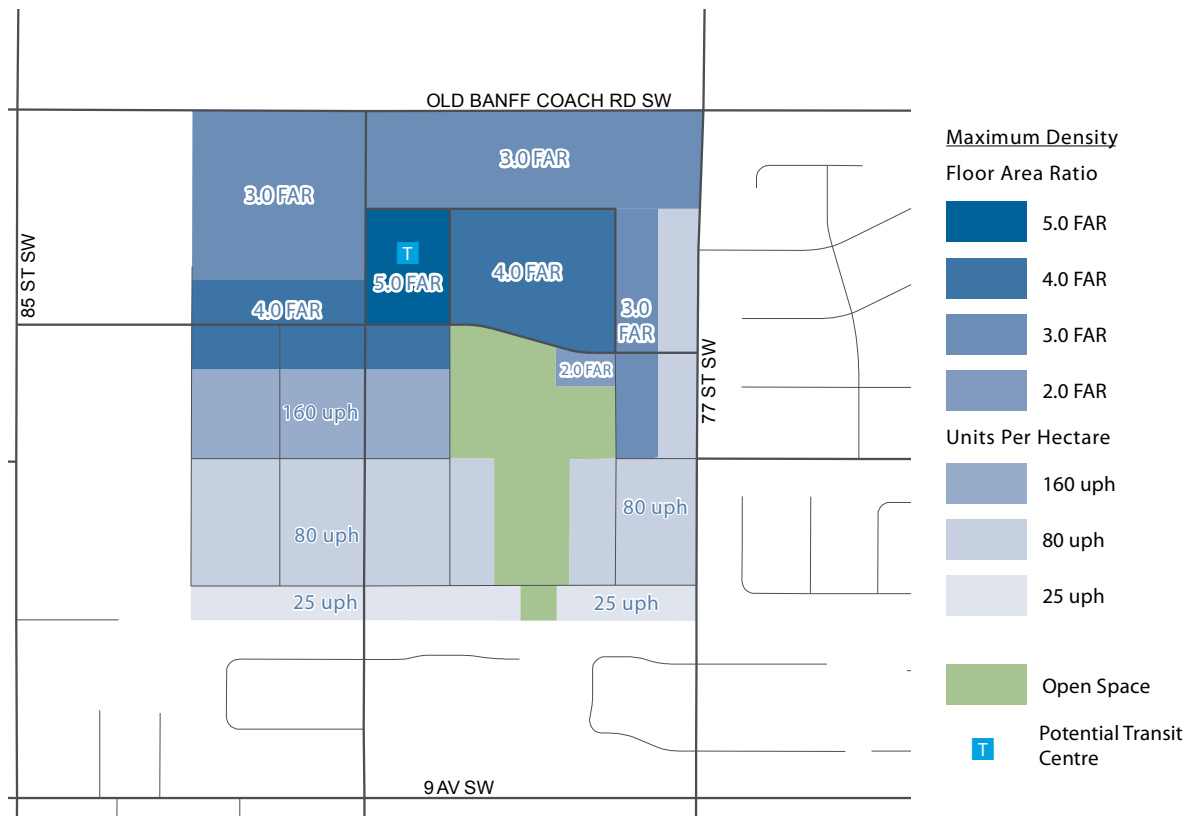 OLD BANFF COACH RD SW
3.0 FAR
3.0 FAR
85 ST SW
T
5.0 FAR
4.0 FAR
4.0 FAR
3.0
FAR
2.0 FAR
77 ST SW
160 uph
80 uph
80 uph
25 uph
25 uph
9 AV SW
Maximum Density
Floor Area Ratio
5.0 FAR
4.0 FAR
3.0 FAR
2.0 FAR
Units Per Hectare
160 uph
80 uph
25 uph
Open Space
T
Potential Transit
Centre